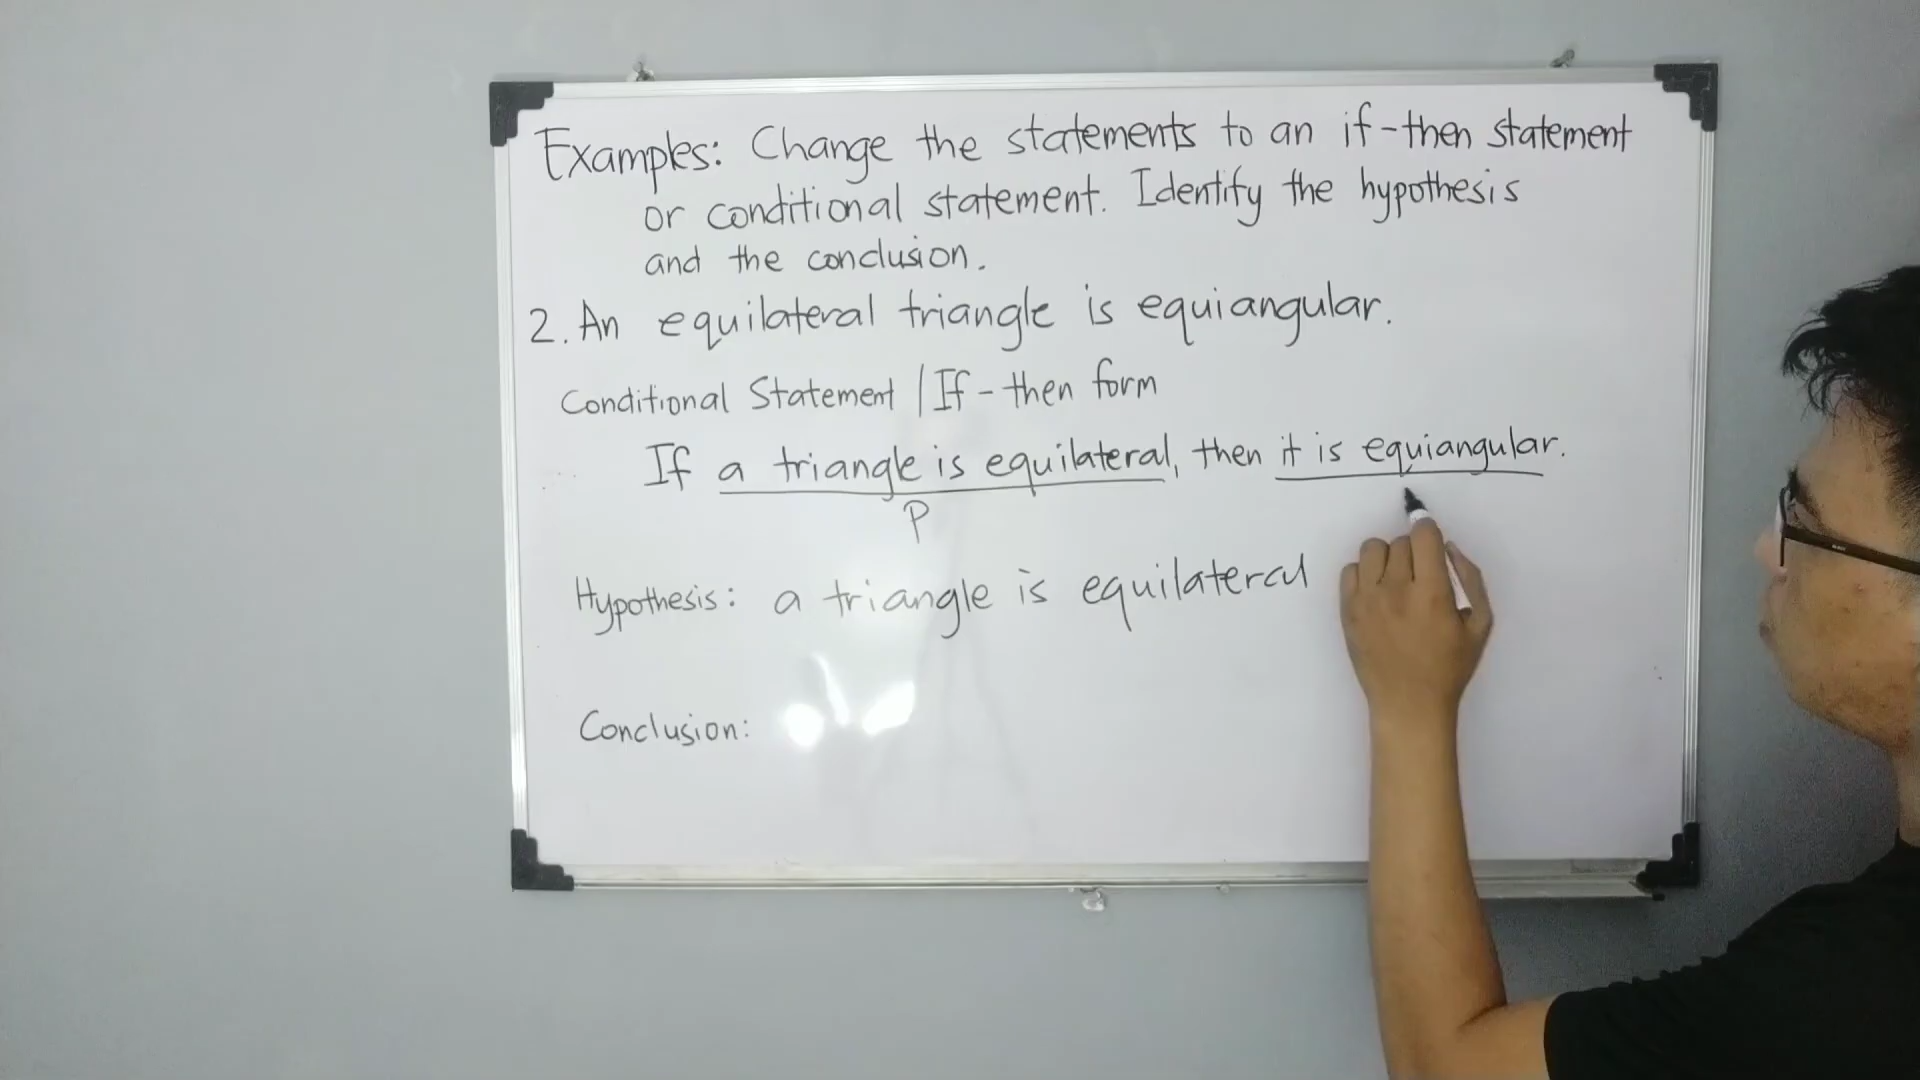 Examples: Change the statements to an if-then statement
or conditional statement. Identify the hypothesis
and the conclusion.
2. An equilateral triangle is equiangular.
Conditional Statement / If-then form
If a triangle is equilateral, then it is equiangular.
P
Hypothesis: a triangle is equilateral
Conclusion: